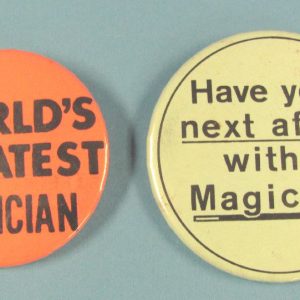 RLD'S
ATEST
ICIAN
Have yo
next af
with
Magic